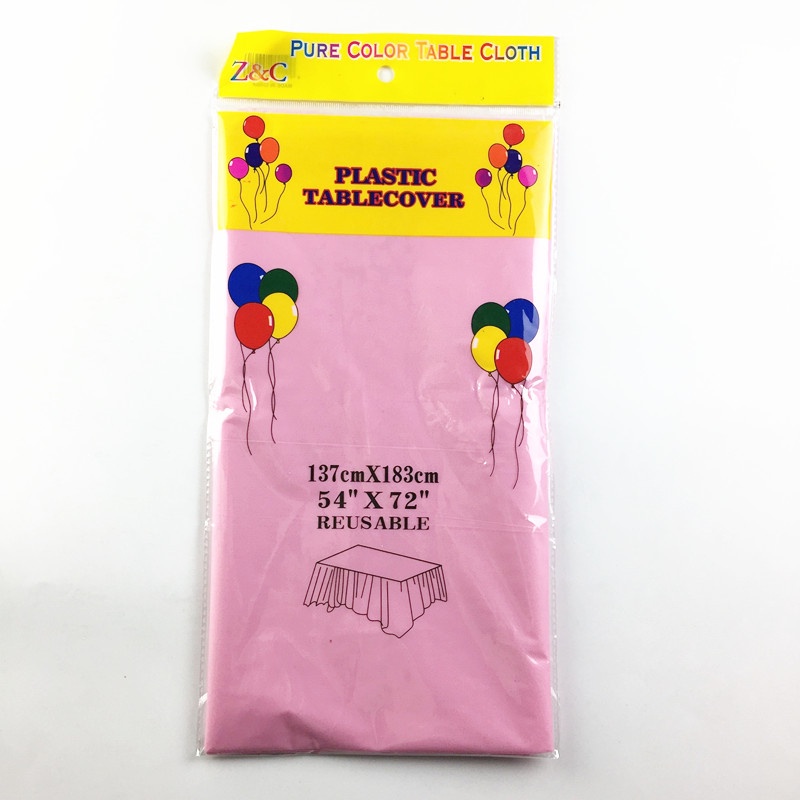 PURE COLOR TABLE CLOTH
Z&C
PLASTIC
TABLECOVER
137cmX183cm
54" X 72"
REUSABLE